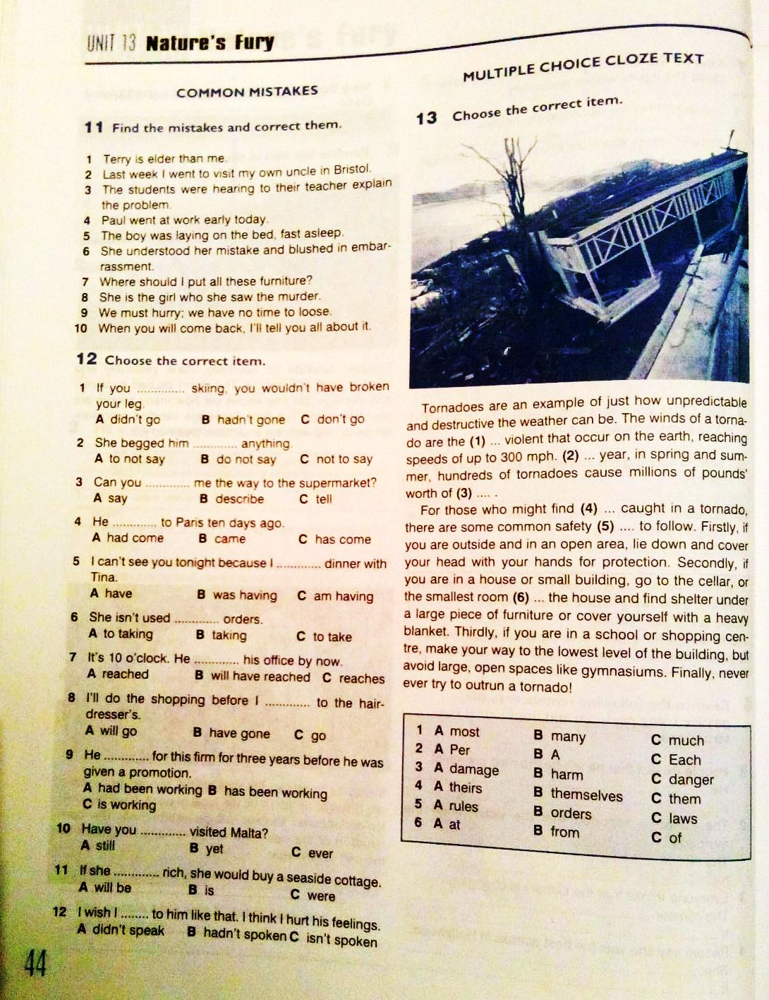 UNIT 13 Nature's Fury
COMMON MISTAKES
11 Find the mistakes and correct them.
1 Terry is elder than me.
2 Last week I went to visit my own uncle in Bristol.
3 The students were hearing to their teacher explain
the problem.
4 Paul went at work early today.
5 The boy was laying on the bed, fast asleep.
6 She understood her mistake and blushed in embar-
rassment.
7 Where should I put all these furniture?
8 She is the girl who she saw the murder.
9 We must hurry; we have no time to loose.
10 When you will come back, I'll tell you all about it.
12 Choose the correct item.
1 If you ............. skiing, you wouldn't have broken
your leg.
A didn't go B hadn't gone C don't go
2 She begged him ............ anything.
A to not say B do not say C not to say
3 Can you ............ me the way to the supermarket?
A say B describe C tell
4 He ............ to Paris ten days ago.
A had come B came C has come
5 I can't see you tonight because I ............ dinner with
Tina.
A have B was having C am having
6 She isn't used ............ orders.
A to taking B taking C to take
7 It's 10 o'clock. He ............ his office by now.
A reached B will have reached C reaches
8 I'll do the shopping before I ............ to the hair-
dresser's.
A will go B have gone C go
9 He ............ for this firm for three years before he was
given a promotion.
A had been working B has been working
C is working
10 Have you ............ visited Malta?
A still B yet C ever
11 If she ............ rich, she would buy a seaside cottage.
A will be B is C were
12 I wish I ........ to him like that. I think I hurt his feelings.
A didn't speak B hadn't spoken C isn't spoken
44
MULTIPLE CHOICE CLOZE TEXT
13 Choose the correct item.
Tornadoes are an example of just how unpredictable
and destructive the weather can be. The winds of a torna-
do are the (1) ... violent that occur on the earth, reaching
speeds of up to 300 mph. (2) ... year, in spring and sum-
mer, hundreds of tornadoes cause millions of pounds'
worth of (3) .... .
For those who might find (4) ... caught in a tornado,
there are some common safety (5) .... to follow. Firstly, if
you are outside and in an open area, lie down and cover
your head with your hands for protection. Secondly, if
you are in a house or small building, go to the cellar, or
the smallest room (6) ... the house and find shelter under
a large piece of furniture or cover yourself with a heavy
blanket. Thirdly, if you are in a school or shopping cen-
tre, make your way to the lowest level of the building, but
avoid large, open spaces like gymnasiums. Finally, never
ever try to outrun a tornado!
1 A most B many C much
2 A Per B A C Each
3 A damage B harm C danger
4 A theirs B themselves C them
5 A rules B orders C laws
6 A at B from C of